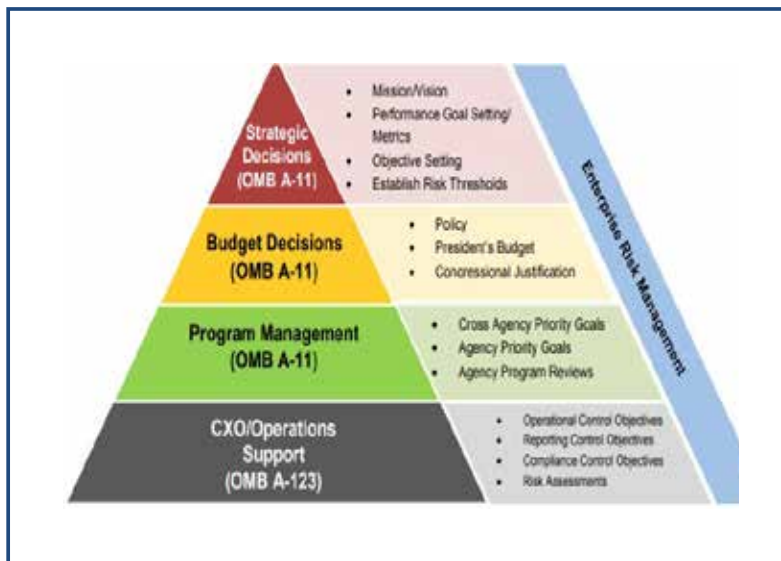 Strategic
Decisions
(OMB A-11)
• Mission/Vision
• Performance Goal Setting/
Metrics
• Objective Setting
• Establish Risk Thresholds
Budget Decisions
(OMB A-11)
• Policy
• President's Budget
• Congressional Justification
Program Management
(OMB A-11)
• Cross Agency Priority Goals
• Agency Priority Goals
• Agency Program Reviews
CXO/Operations
Support
(OMB A-123)
• Operational Control Objectives
• Reporting Control Objectives
• Compliance Control Objectives
• Risk Assessments
Enterprise Risk Management